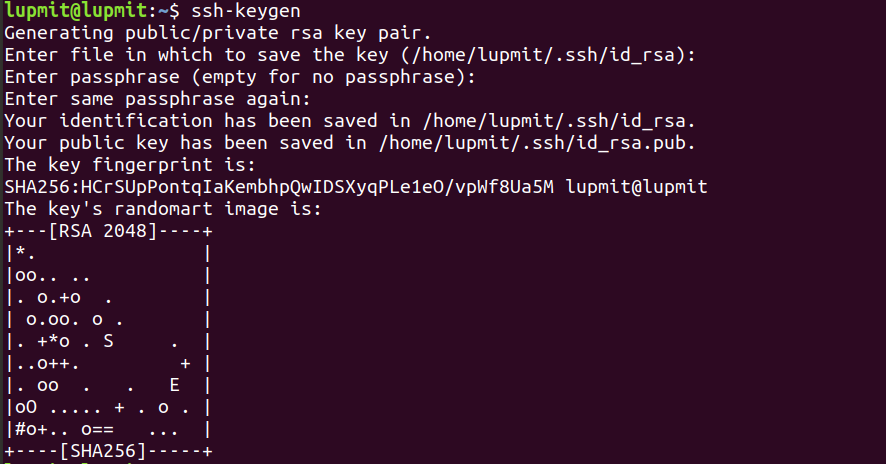 lupmit@lupmit:~$ ssh-keygen
Generating public/private rsa key pair.
Enter file in which to save the key (/home/lupmit/.ssh/id_rsa):
Enter passphrase (empty for no passphrase):
Enter same passphrase again:
Your identification has been saved in /home/lupmit/.ssh/id_rsa.
Your public key has been saved in /home/lupmit/.ssh/id_rsa.pub.
The key fingerprint is:
SHA256:HCrSUpPontqIaKembhpQwIDSXyqPLe1eO/vpWf8Ua5M lupmit@lupmit
The key's randomart image is:
+---[RSA 2048]----+
|*.               |
|oo.. ..          |
|. o.+o  .        |
| o.oo. o .       |
|. +*o . S     .  |
|..o++.         + |
|. oo  .   .   E  |
|oO ..... + . o . |
|#o+.. o==   ...  |
+----[SHA256]-----+